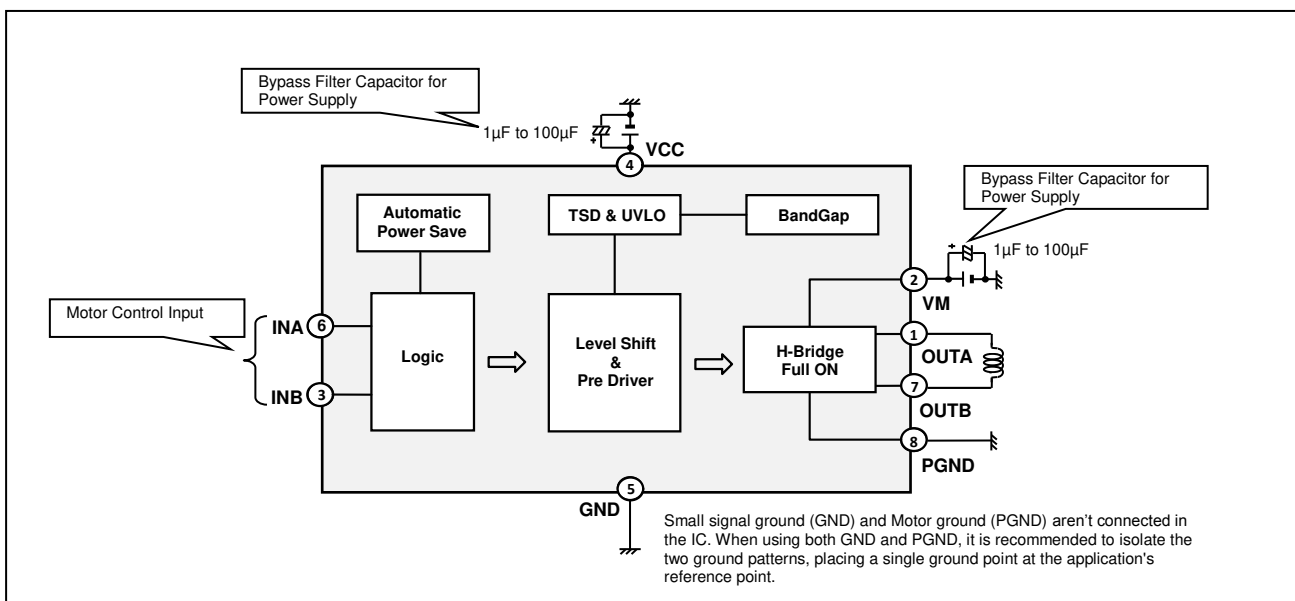 Bypass Filter Capacitor for
Power Supply
1µF to 100µF
VCC
4
Bypass Filter Capacitor for
Power Supply
1µF to 100µF
Automatic
Power Save
TSD & UVLO
BandGap
2
VM
Motor Control Input
INA
6
INB
3
Logic
Level Shift
&
Pre Driver
H-Bridge
Full ON
1
OUTA
7
OUTB
8
PGND
5
GND
Small signal ground (GND) and Motor ground (PGND) aren't connected in
the IC. When using both GND and PGND, it is recommended to isolate the
two ground patterns, placing a single ground point at the application's
reference point.